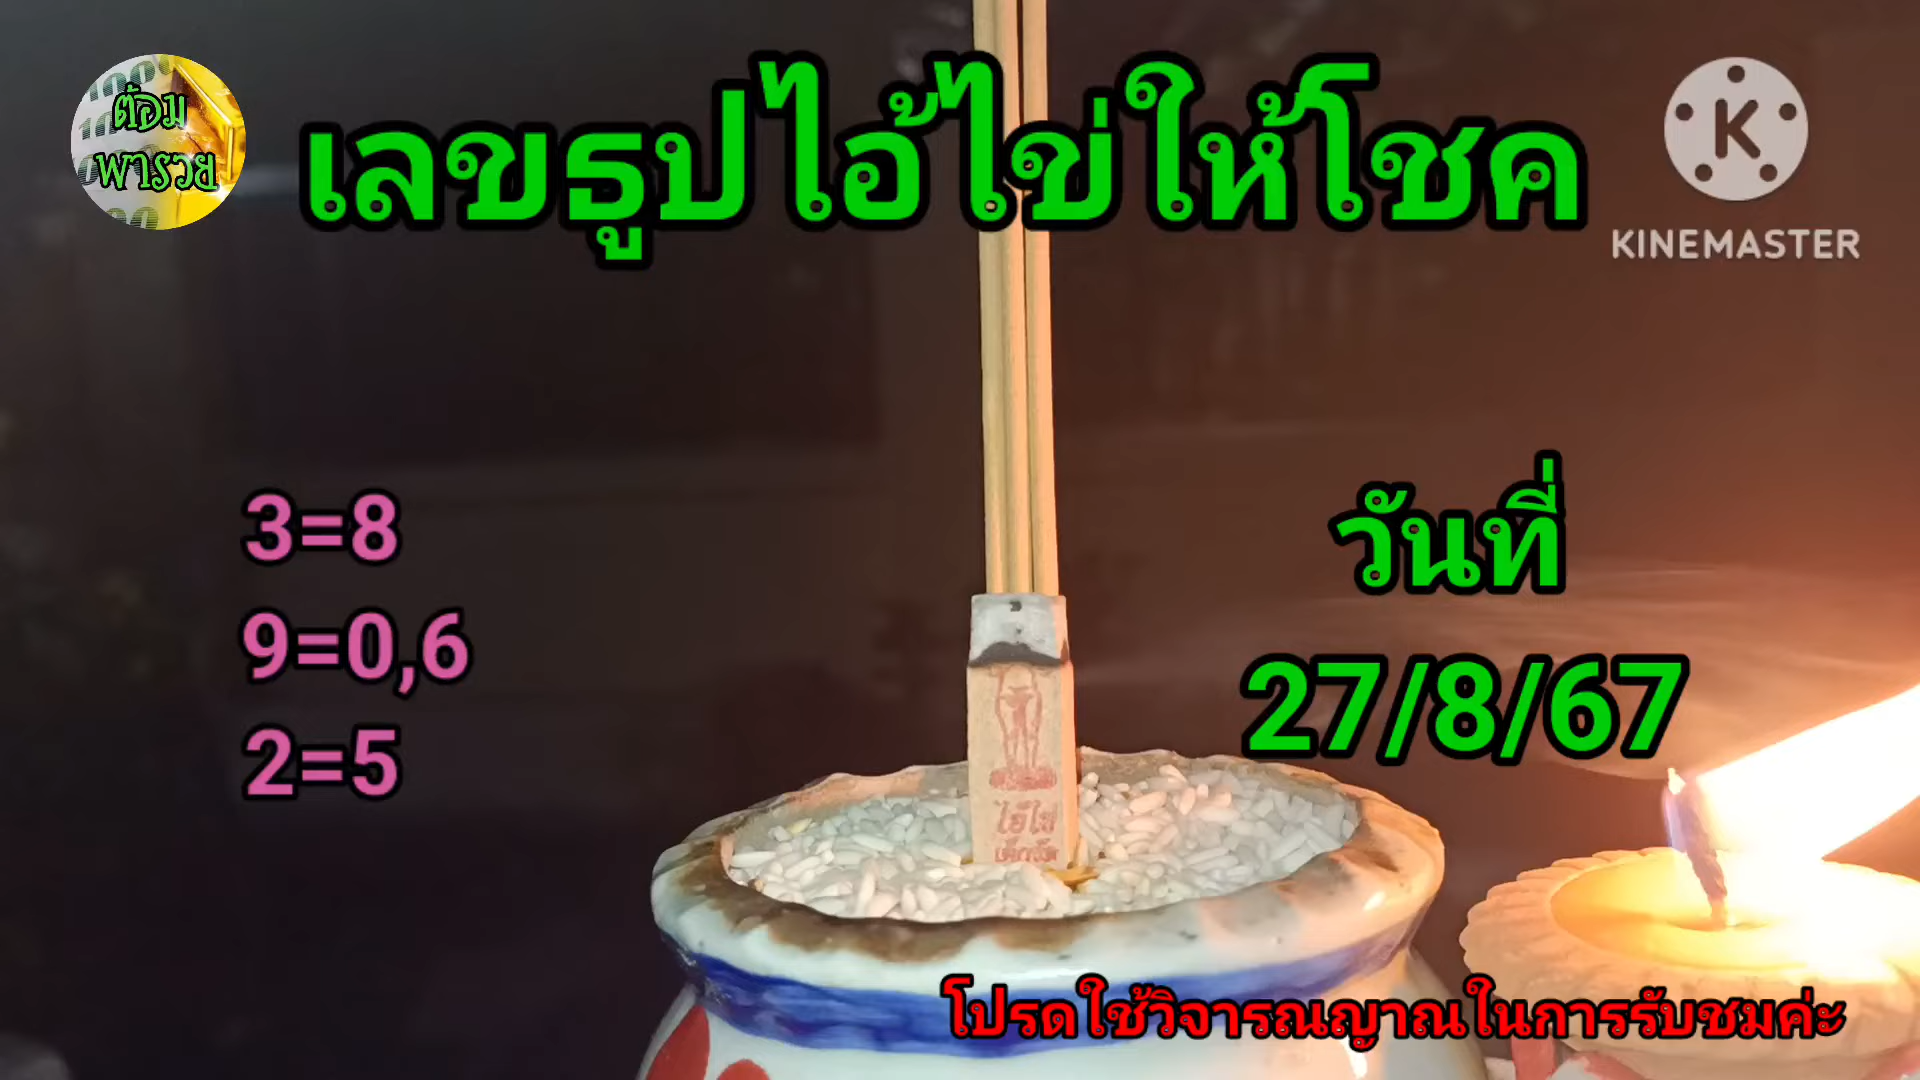 ต้อม
พารวย
เลขธูปไอ้ไข่ให้โชค
K
KINEMASTER
3=8
9=0,6
2=5
วันที่
27/8/67
ไอ้ไข่
โปรดใช้วิจารณญาณในการรับชมค่ะ